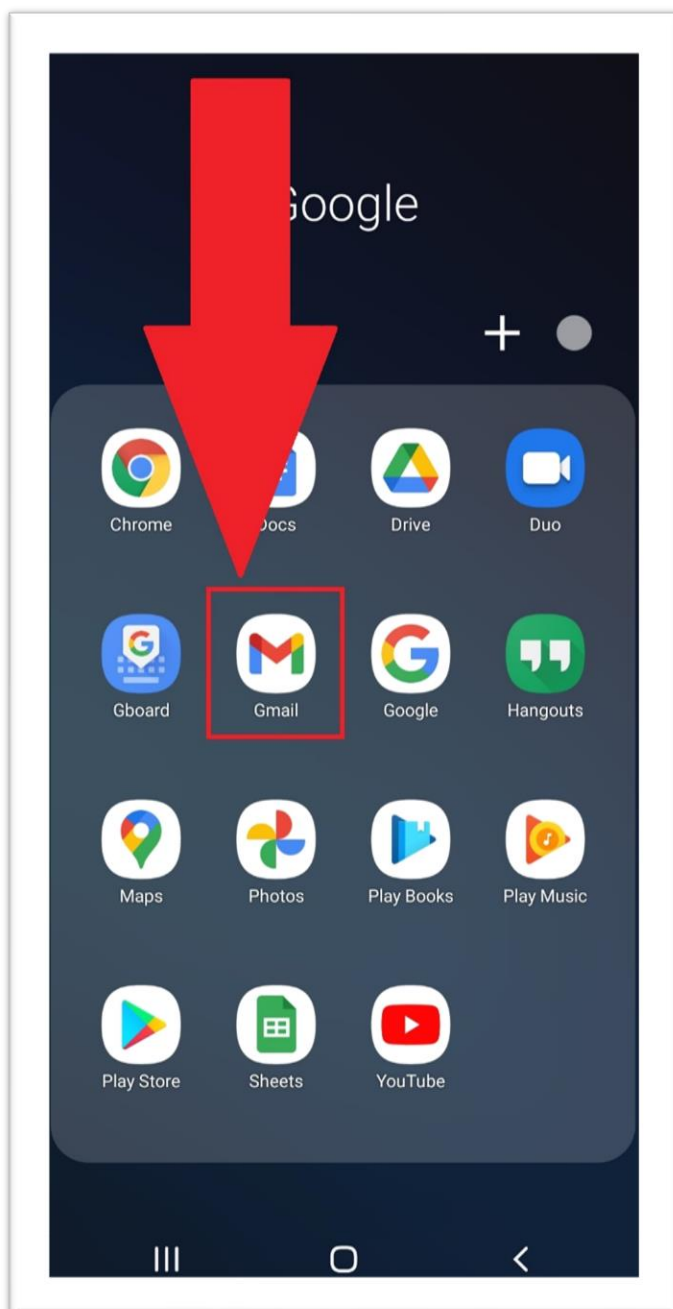 Google
Chrome Docs Drive Duo
Gboard Gmail Google Hangouts
Maps Photos Play Books Play Music
Play Store Sheets YouTube